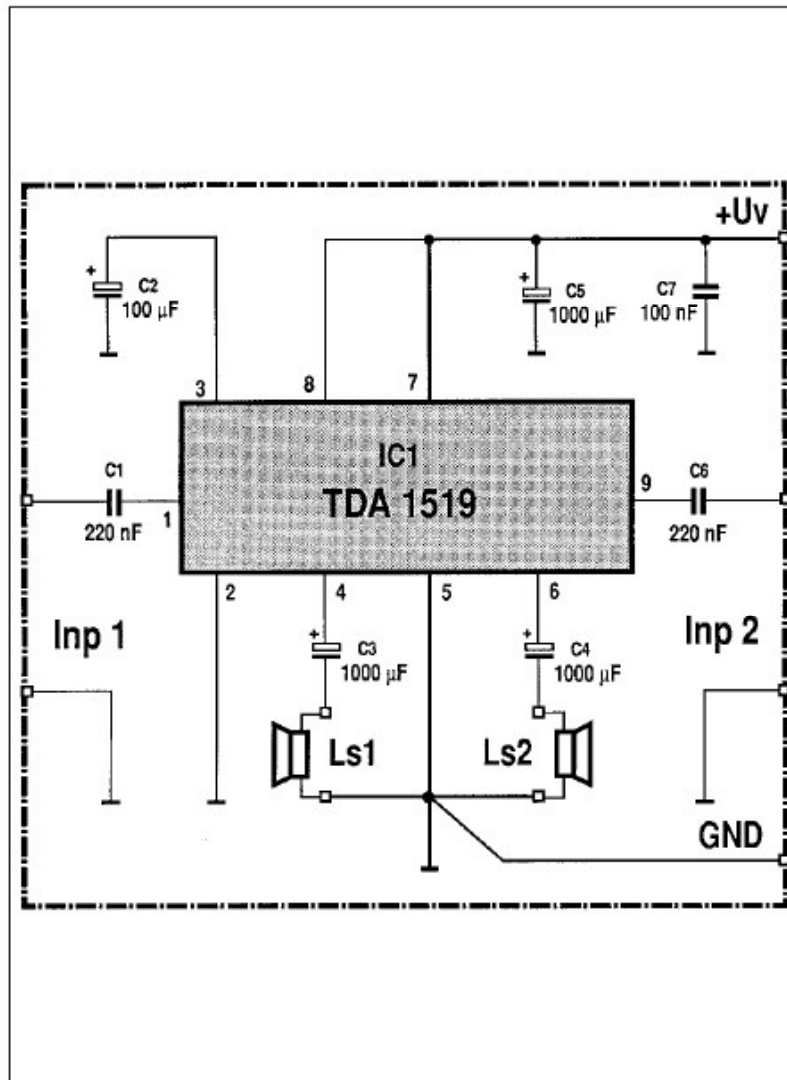 +Uv
+
C2
100 µF
+
C5
1000 µF
C7
100 nF
3
8
7
IC1
TDA 1519
C1
220 nF
1
9
C6
220 nF
2
4
5
6
Inp 1
+
C3
1000 µF
+
C4
1000 µF
Inp 2
Ls1
Ls2
GND